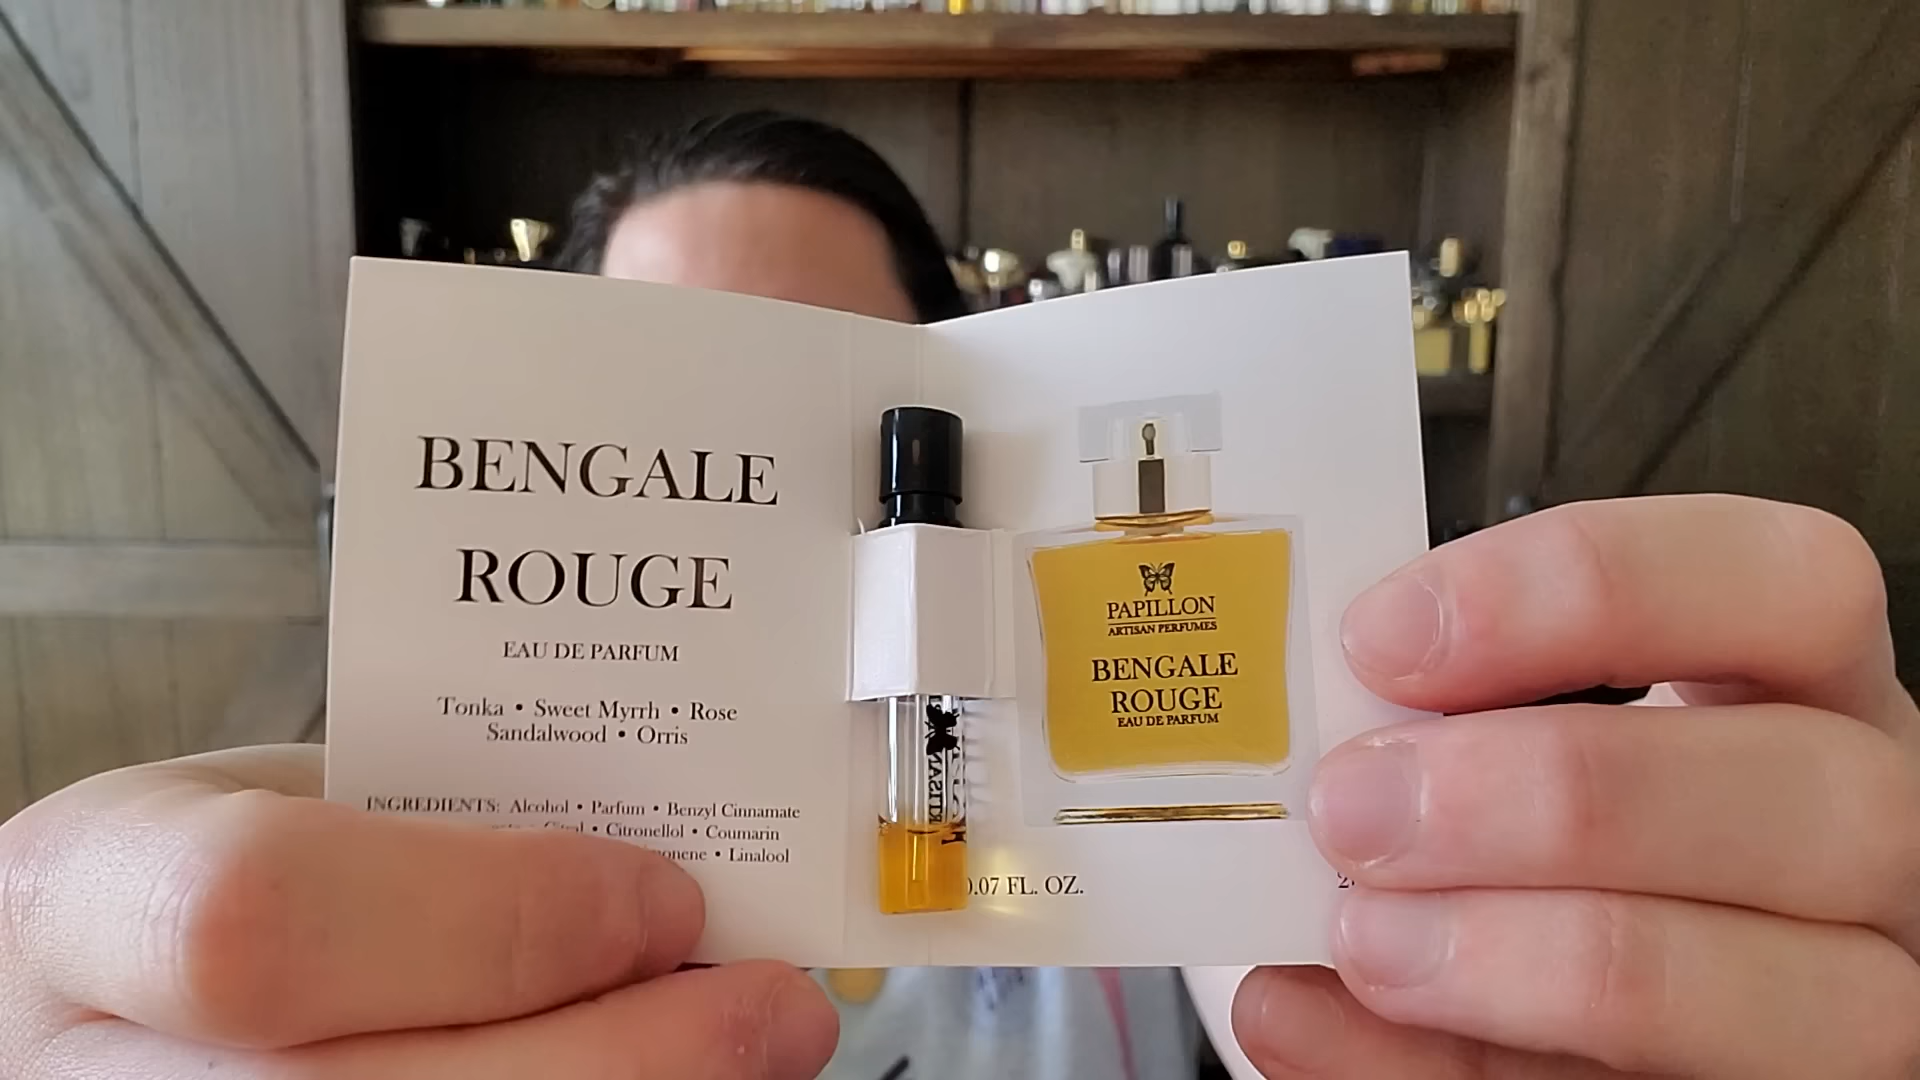 BENGALE
ROUGE
EAU DE PARFUM
Tonka • Sweet Myrrh • Rose
Sandalwood • Orris
INGREDIENTS: Alcohol • Parfum • Benzyl Cinnamate
• Citronellol • Coumarin
• Linalool
PAPILLON
ARTISAN PERFUMES
BENGALE
ROUGE
EAU DE PARFUM
0.07 FL. OZ.